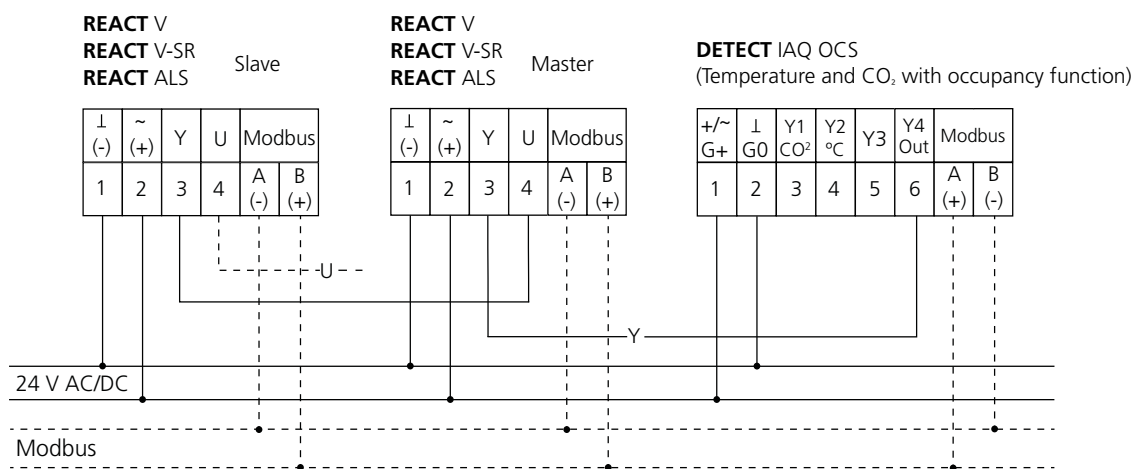 REACT V
REACT V-SR
REACT ALS
Slave
REACT V
REACT V-SR
REACT ALS
Master
DETECT IAQ OCS
(Temperature and CO₂ with occupancy function)
⊥ ~ Y U Modbus
(-) (+)
1 2 3 4 A B
(-) (+)
⊥ ~ Y U Modbus
(-) (+)
1 2 3 4 A B
(-) (+)
+/~ ⊥ Y1 Y2 Y3 Y4 Modbus
G+ G0 CO² ºC Out
1 2 3 4 5 6 A B
(+) (-)
U
Y
24 V AC/DC
Modbus